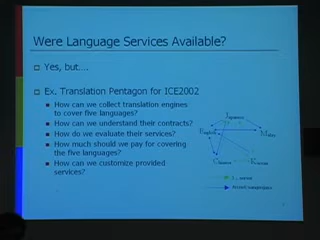 Were Language Services Available?
Yes, but....
Ex. Translation Pentagon for ICE2002
How can we collect translation engines
to cover five languages?
How can we understand their contracts?
How do we evaluate their services?
How much should we pay for covering
the five languages?
How can we customize provided
services?
Japanese
English
Malay
Chinese
Korean